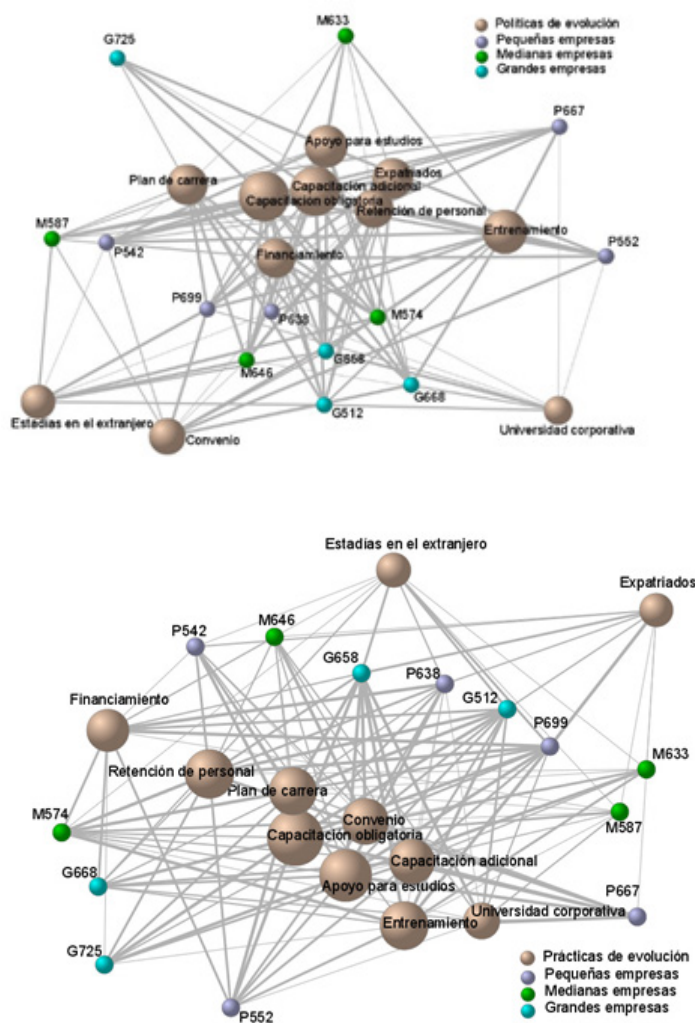 M633
G725
Políticas de evolución
Pequeñas empresas
Medianas empresas
Grandes empresas
P667
Apoyo para estudios
Plan de carrera
Expatriados
Capacitación adicional
Capacitación obligatoria
Retención de personal
M587
P542
Entrenamiento
Financiamiento
P552
P699
P638
M574
M646
G658
G668
G512
Estadías en el extranjero
Convenio
Universidad corporativa
Estadías en el extranjero
Expatriados
M646
P542
G658
P638
G512
Financiamiento
P699
Retención de personal
M633
Plan de carrera
M574
Convenio
M587
Capacitación obligatoria
Capacitación adicional
G668
Apoyo para estudios
P667
Universidad corporativa
Entrenamiento
G725
Prácticas de evolución
Pequeñas empresas
Medianas empresas
Grandes empresas
P552